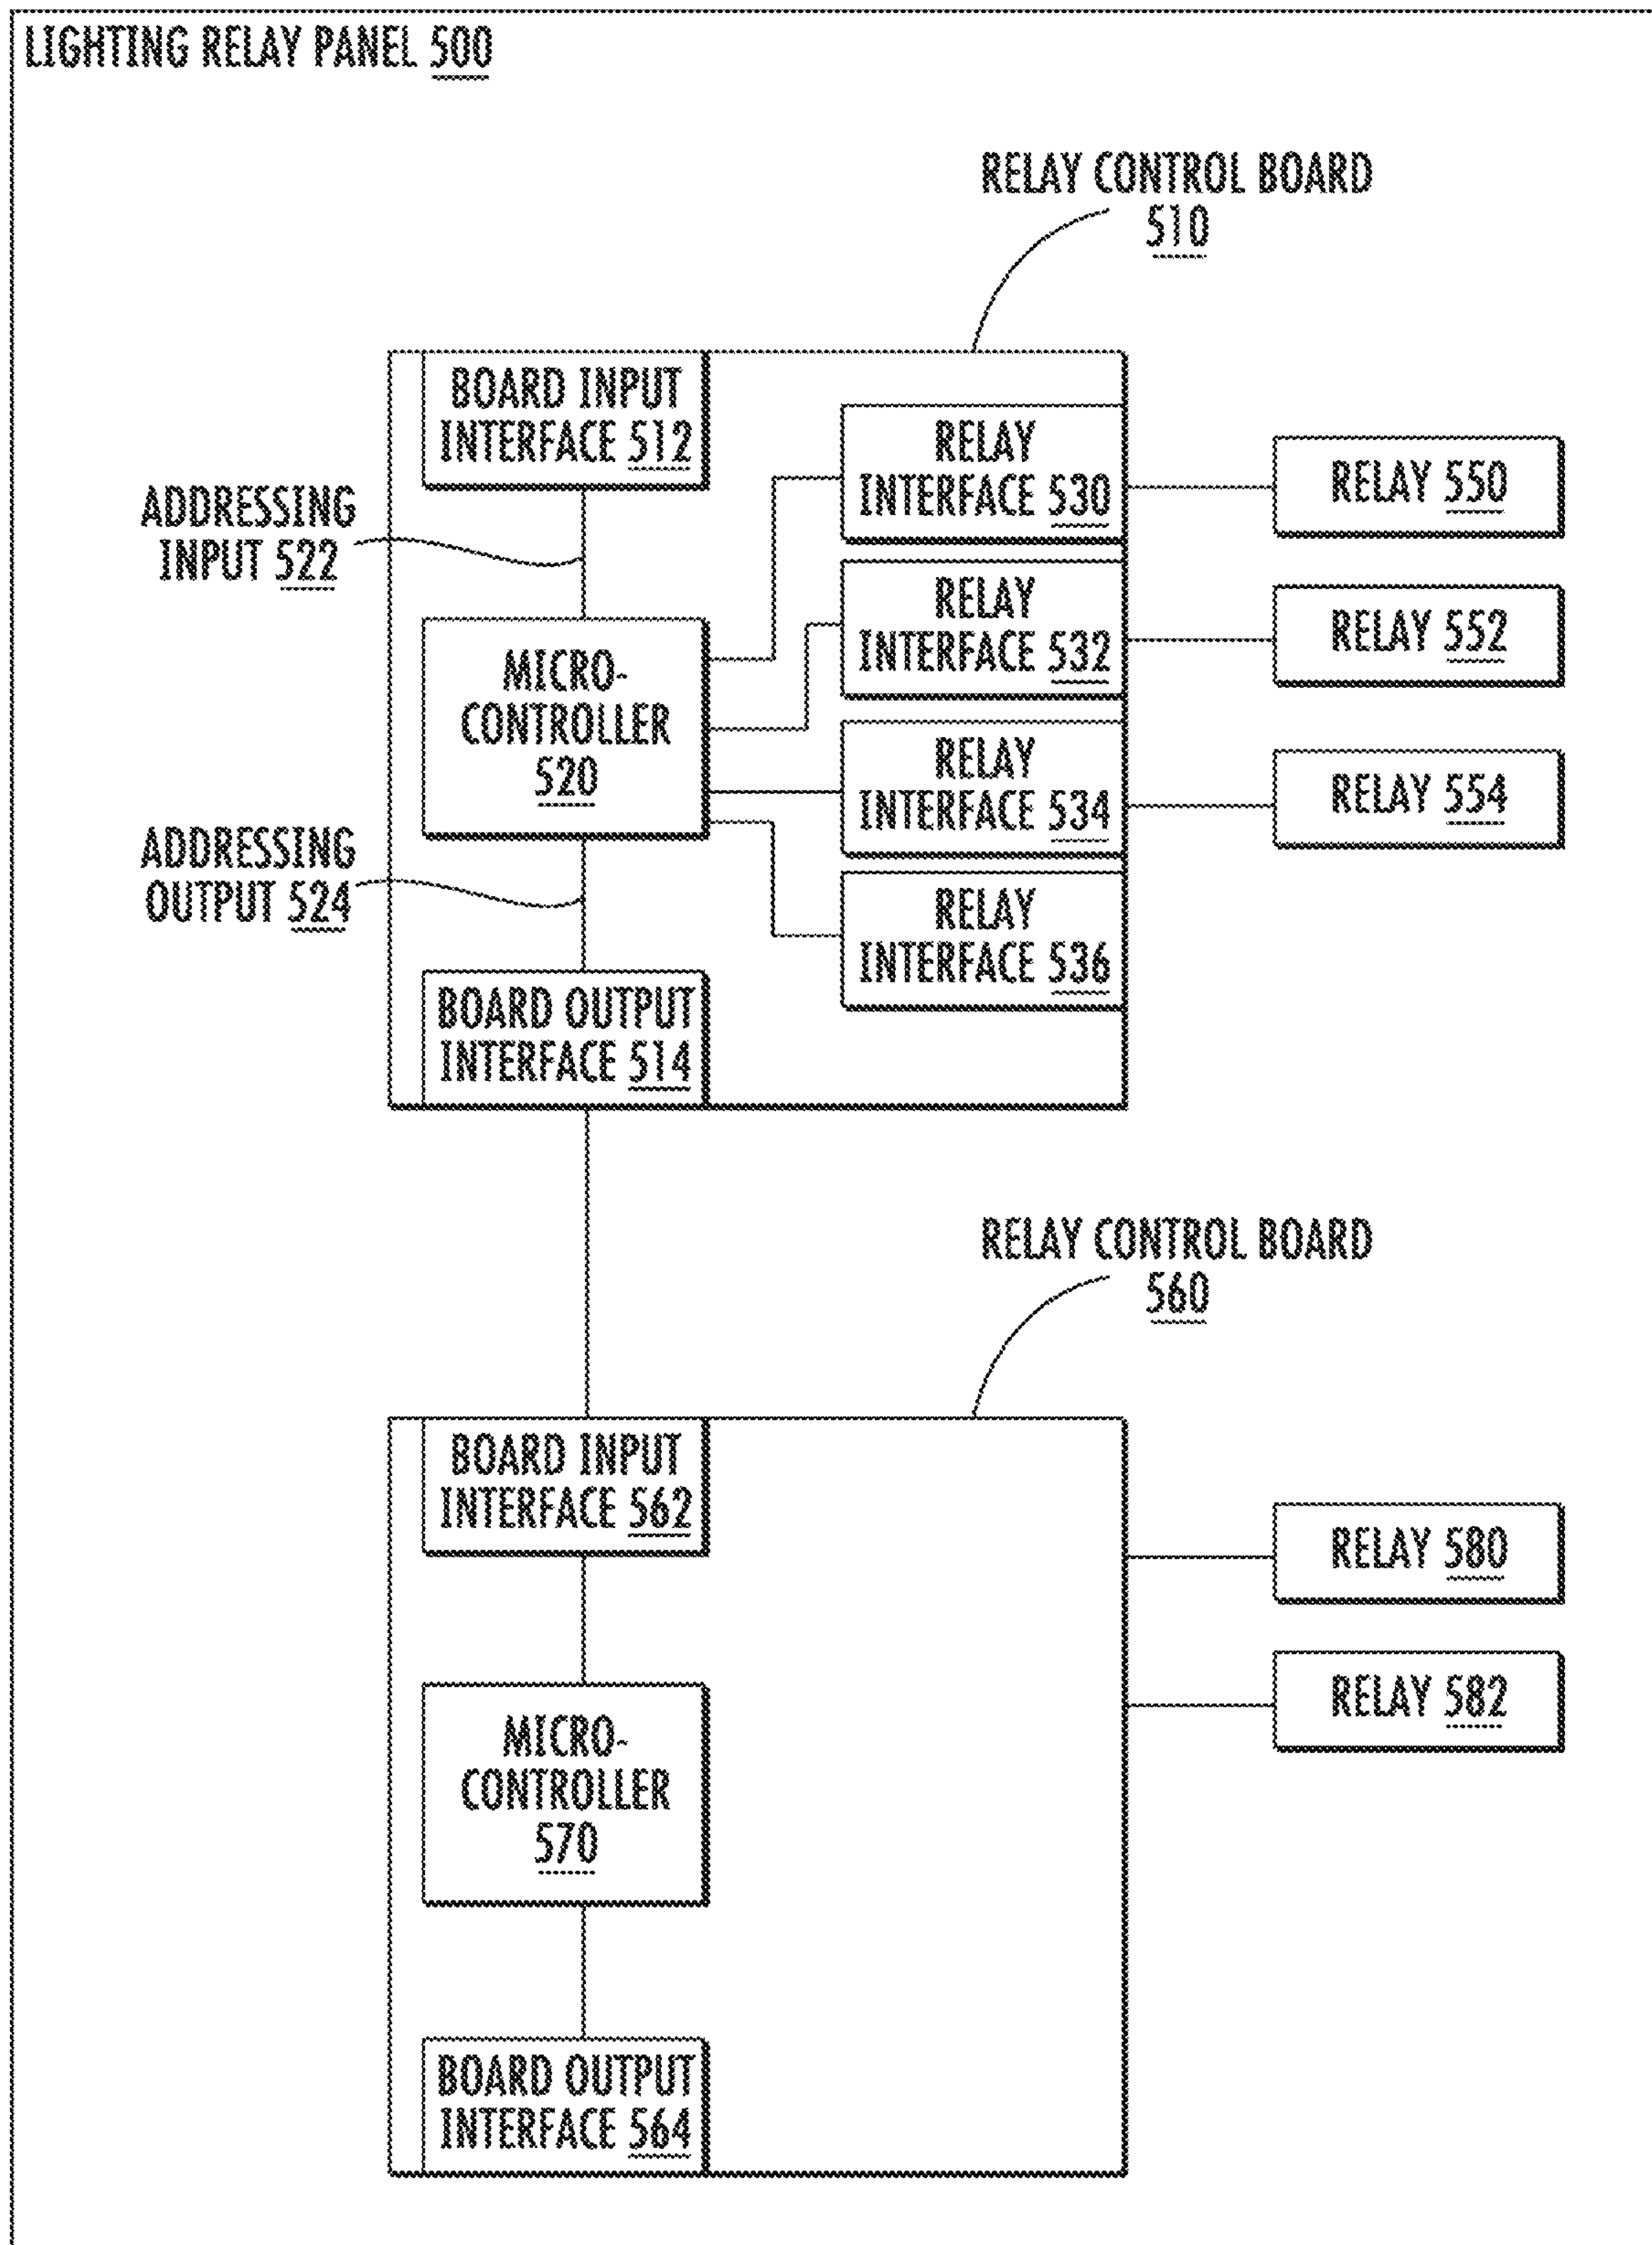 LIGHTING RELAY PANEL 500
RELAY CONTROL BOARD
510
BOARD INPUT
INTERFACE 512
RELAY
INTERFACE 530
RELAY 550
ADDRESSING
INPUT 522
RELAY
INTERFACE 532
RELAY 552
MICRO-
CONTROLLER
520
RELAY
INTERFACE 534
RELAY 554
ADDRESSING
OUTPUT 524
RELAY
INTERFACE 536
BOARD OUTPUT
INTERFACE 514
RELAY CONTROL BOARD
560
BOARD INPUT
INTERFACE 562
RELAY 580
RELAY 582
MICRO-
CONTROLLER
570
BOARD OUTPUT
INTERFACE 564